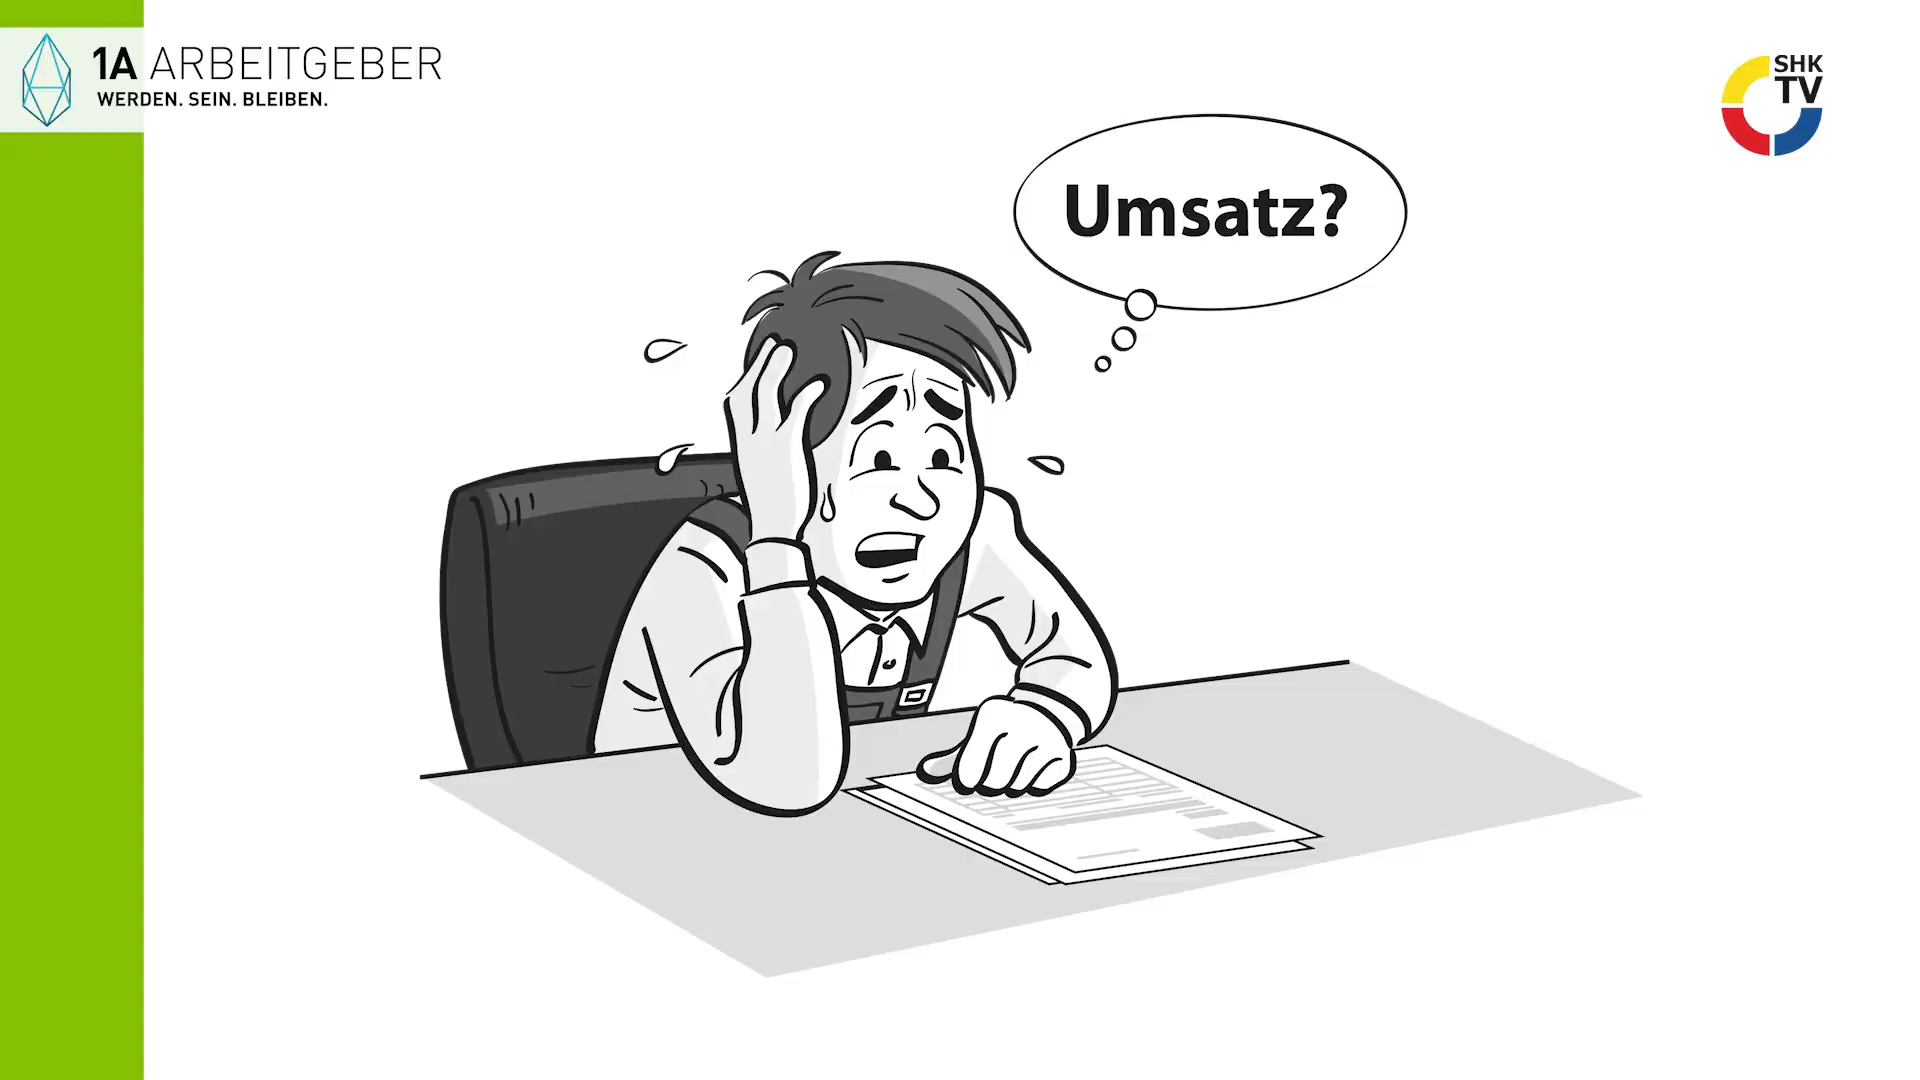 1A ARBEITGEBER
WERDEN. SEIN. BLEIBEN.
SHK
TV
Umsatz?